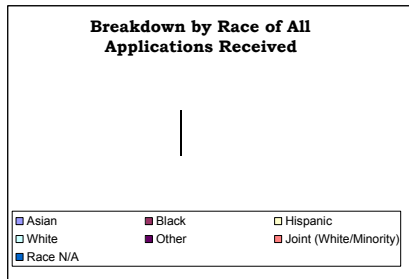 Breakdown by Race of All
Applications Received
Asian Black Hispanic
White Other Joint (White/Minority)
Race N/A